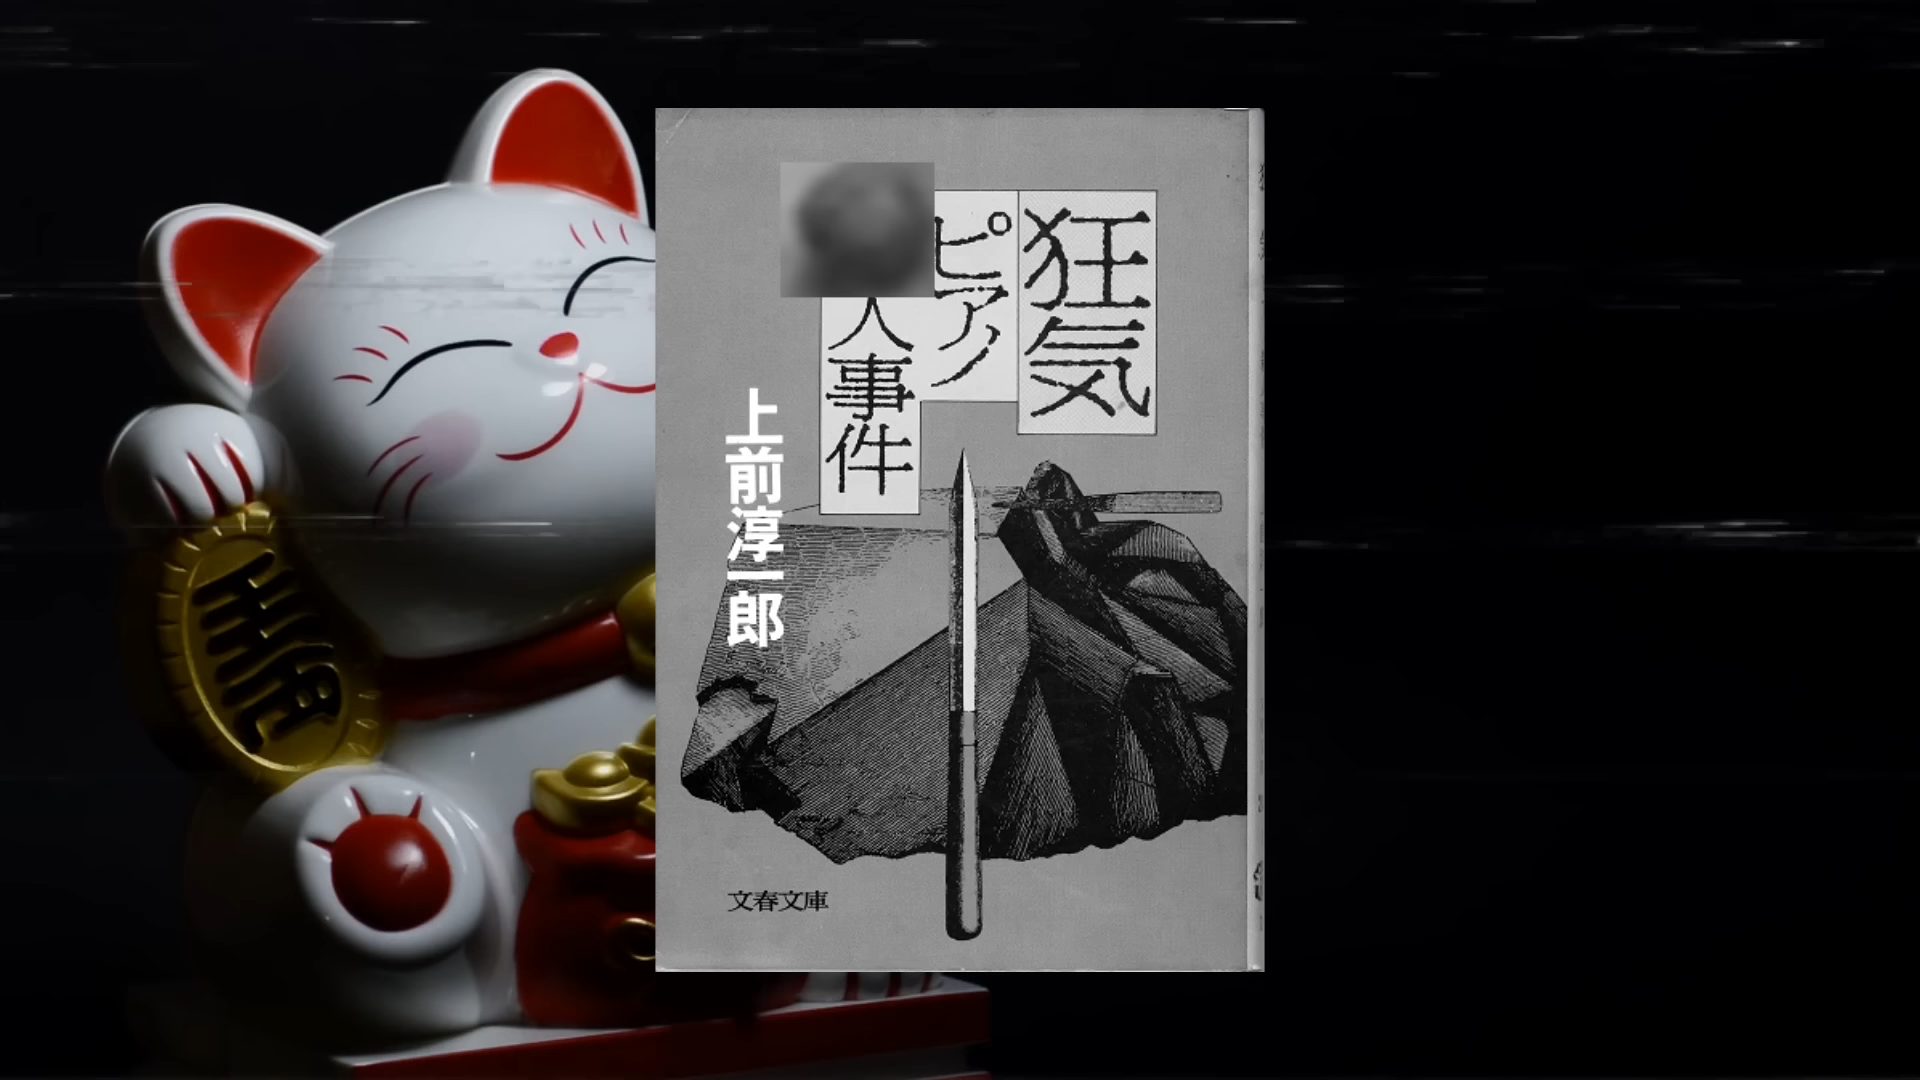 狂気
ピアノ
人事件
上前淳一郎
文春文庫